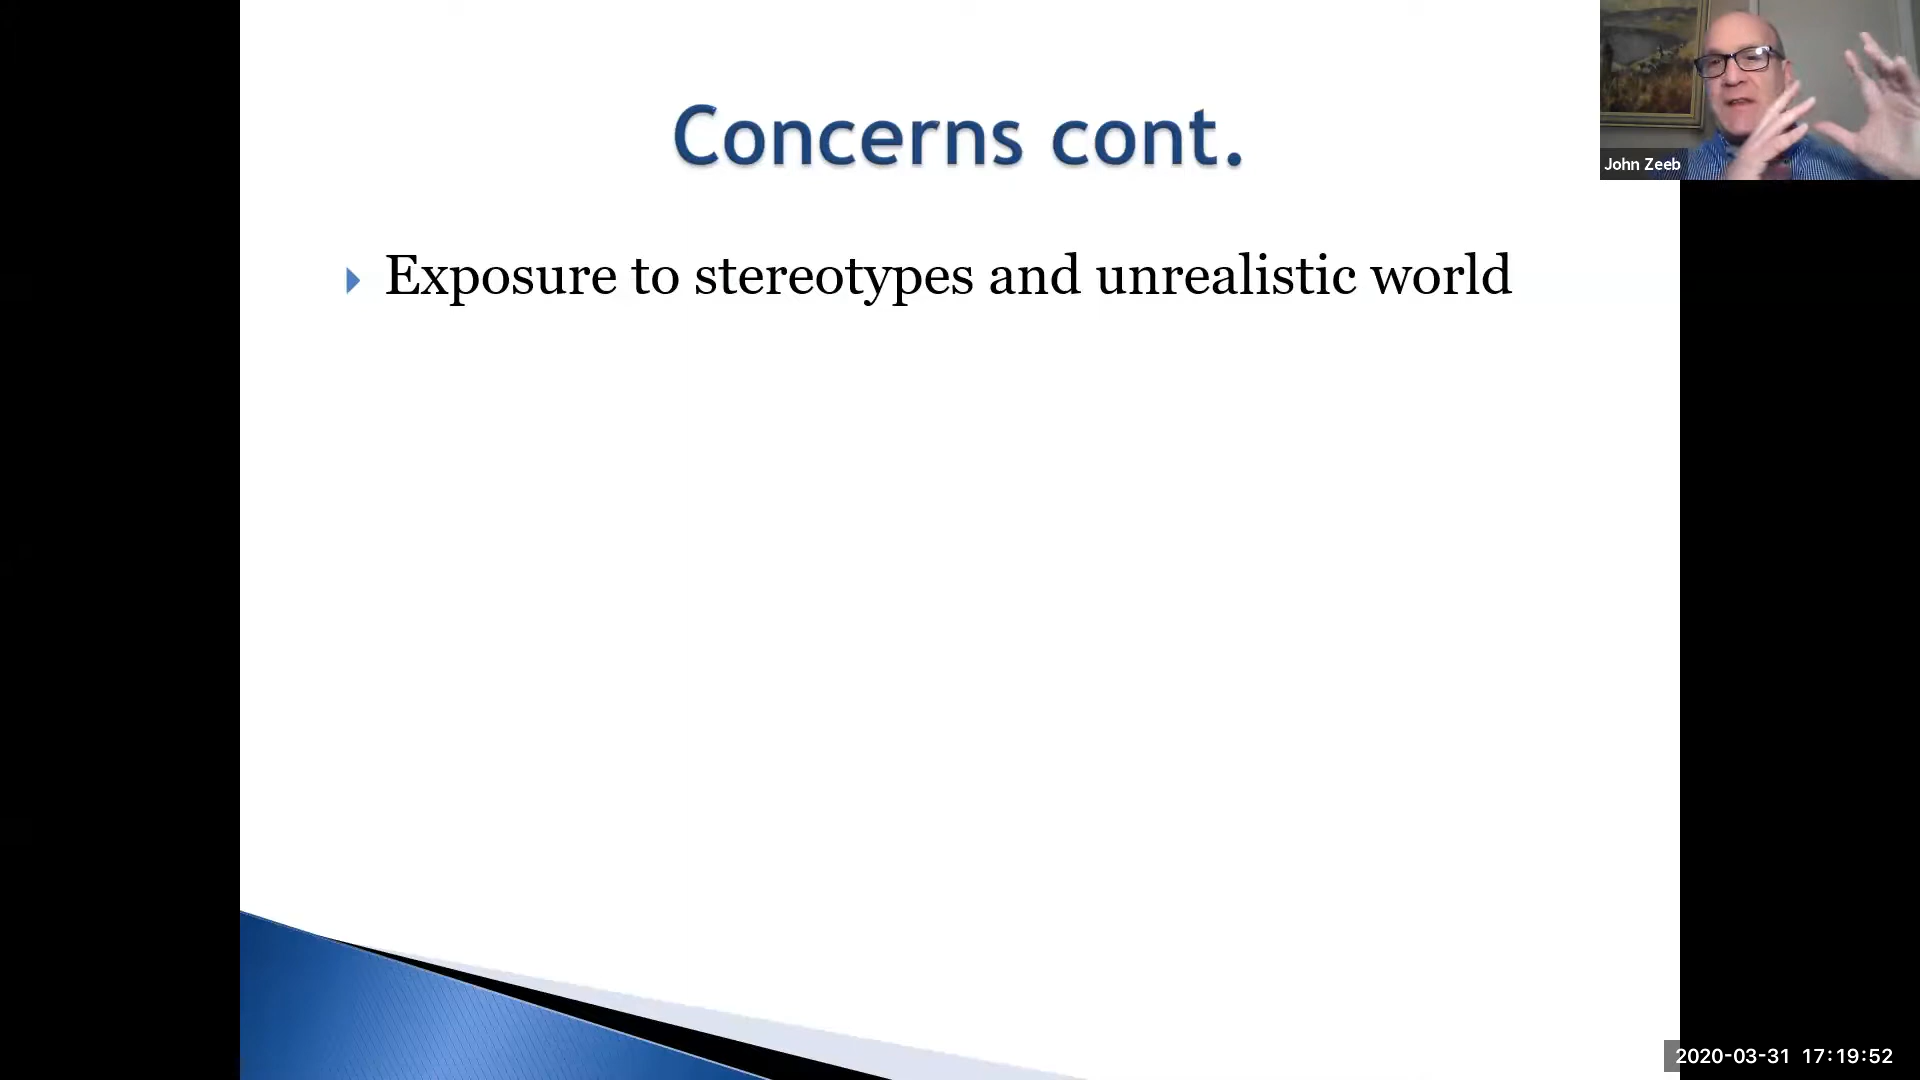 Concerns cont.
Exposure to stereotypes and unrealistic world
John Zeeb
2020-03-31 17:19:52